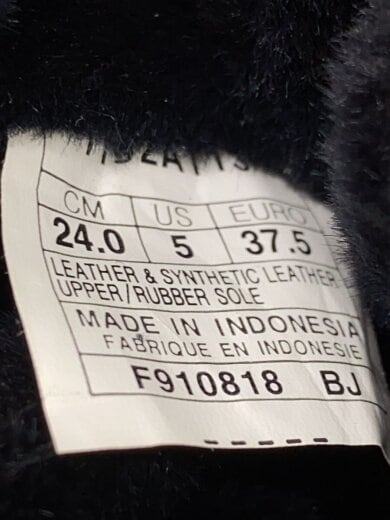 CM US EURO
24.0 5 37.5
LEATHER & SYNTHETIC LEATHER
UPPER/RUBBER SOLE
MADE IN INDONESIA
FABRIQUE EN INDONESIE
F910818 BJ